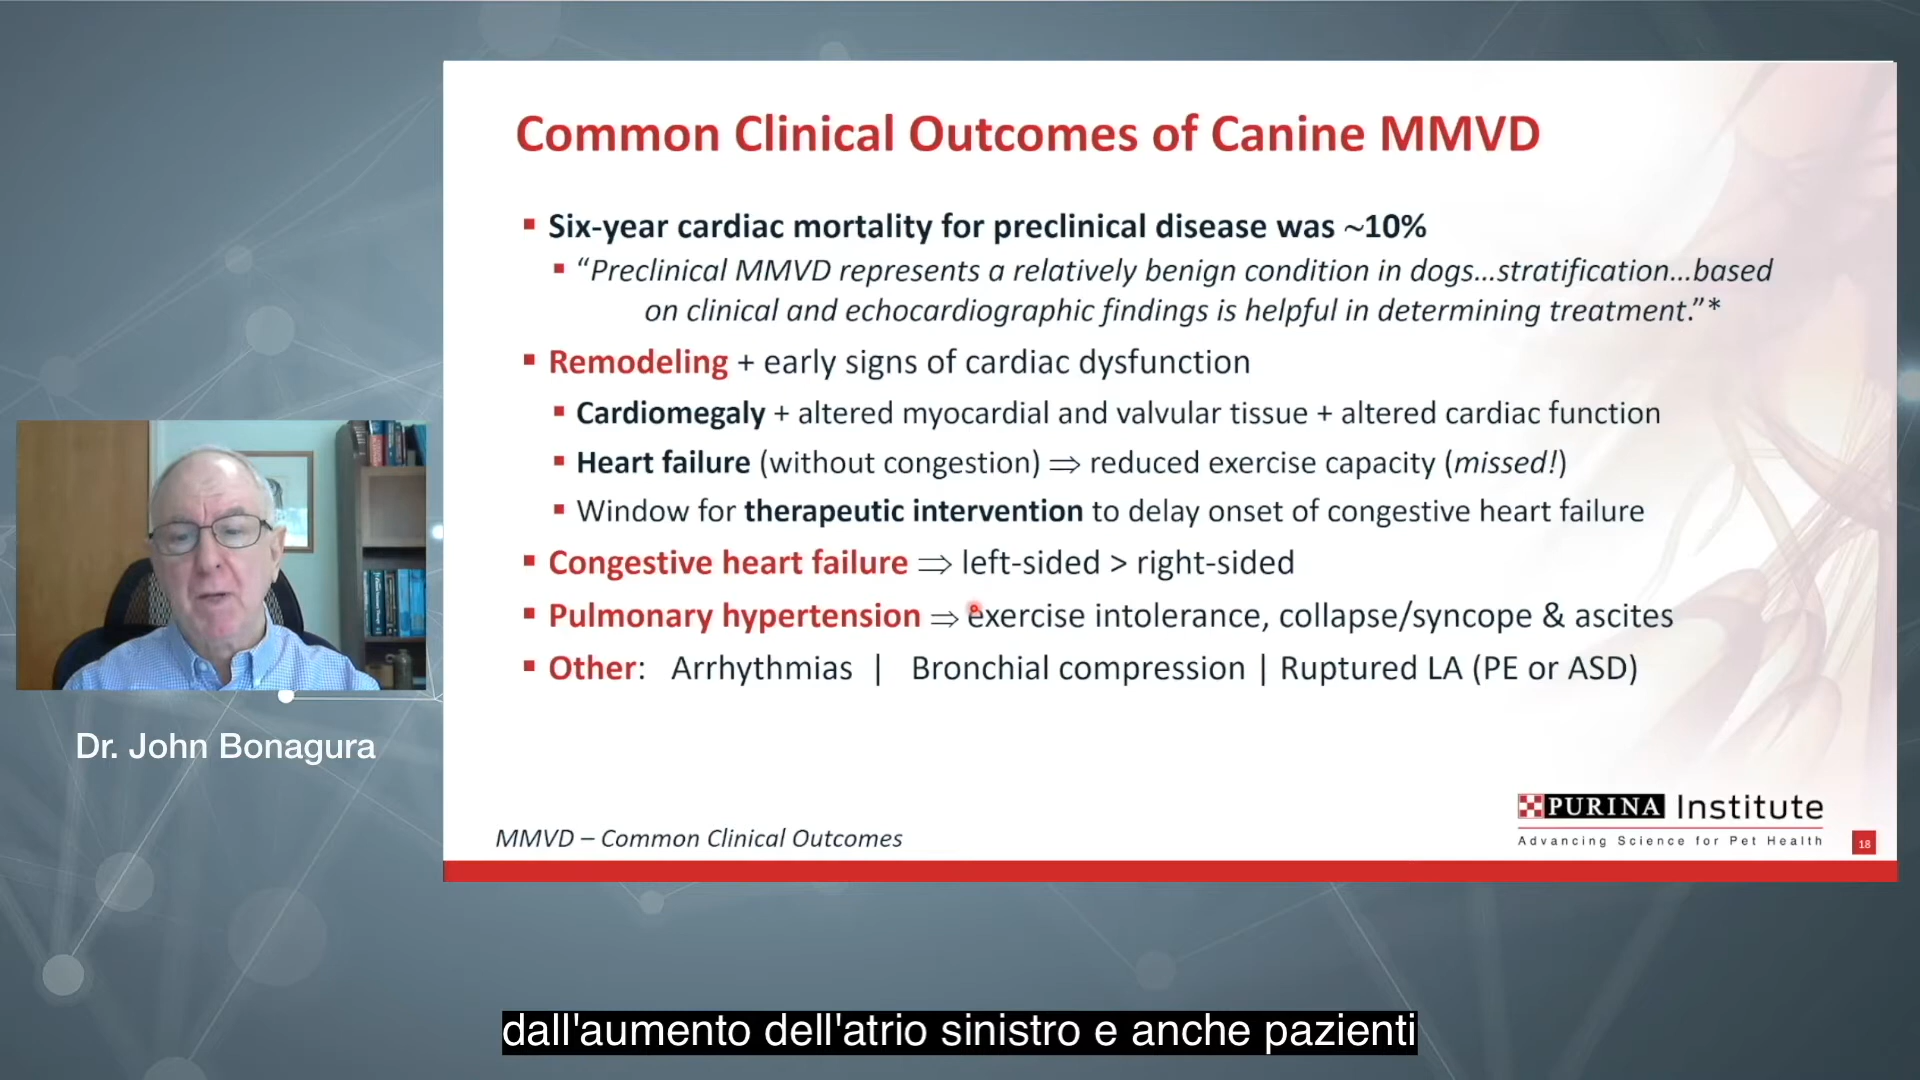 Common Clinical Outcomes of Canine MMVD
▪ Six-year cardiac mortality for preclinical disease was ~10%
▪ “Preclinical MMVD represents a relatively benign condition in dogs…stratification…based
on clinical and echocardiographic findings is helpful in determining treatment.”*
▪ Remodeling + early signs of cardiac dysfunction
▪ Cardiomegaly + altered myocardial and valvular tissue + altered cardiac function
▪ Heart failure (without congestion) ⇒ reduced exercise capacity (missed!)
▪ Window for therapeutic intervention to delay onset of congestive heart failure
▪ Congestive heart failure ⇒ left-sided > right-sided
▪ Pulmonary hypertension ⇒ exercise intolerance, collapse/syncope & ascites
▪ Other: Arrhythmias | Bronchial compression | Ruptured LA (PE or ASD)
Dr. John Bonagura
MMVD – Common Clinical Outcomes
PURINA Institute
Advancing Science for Pet Health
18
dall'aumento dell'atrio sinistro e anche pazienti